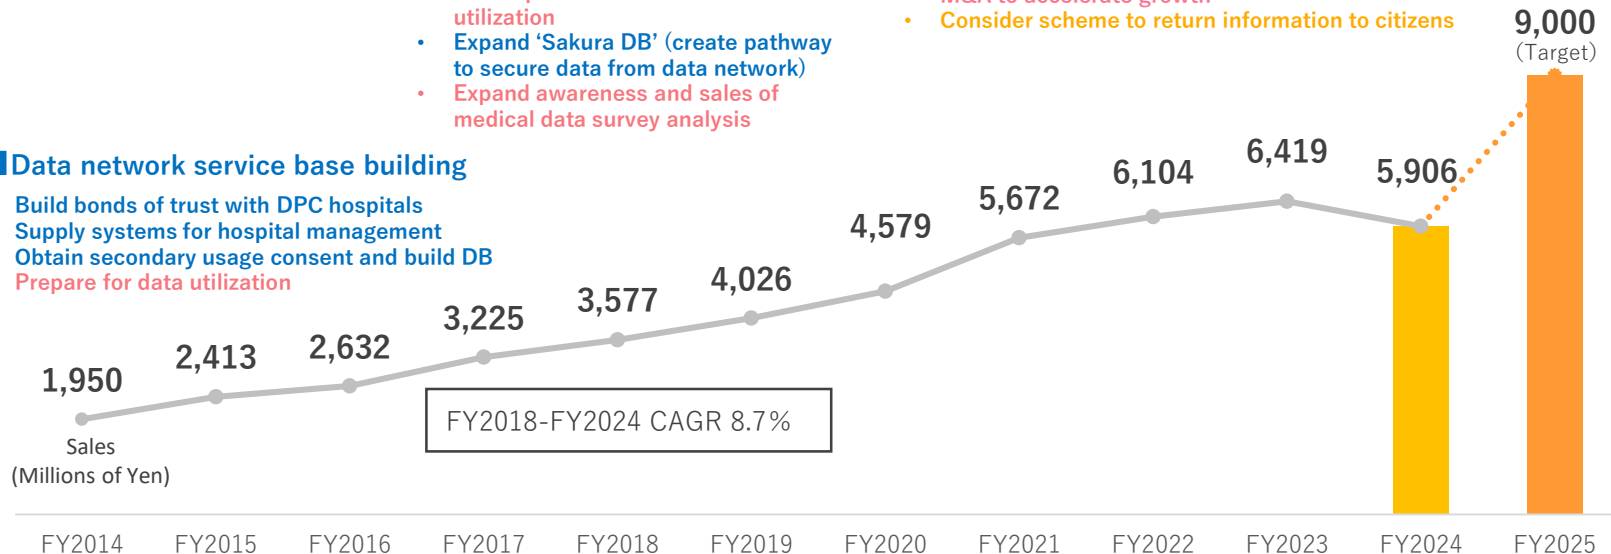 utilization
• Expand ‘Sakura DB’ (create pathway
to secure data from data network)
• Expand awareness and sales of
medical data survey analysis
M&A to accelerate growth
• Consider scheme to return information to citizens
9,000
(Target)
Data network service base building
Build bonds of trust with DPC hospitals
Supply systems for hospital management
Obtain secondary usage consent and build DB
Prepare for data utilization
1,950
2,413
2,632
3,225
3,577
4,026
4,579
5,672
6,104
6,419
5,906
Sales
(Millions of Yen)
FY2018-FY2024 CAGR 8.7%
FY2014 FY2015 FY2016 FY2017 FY2018 FY2019 FY2020 FY2021 FY2022 FY2023 FY2024 FY2025